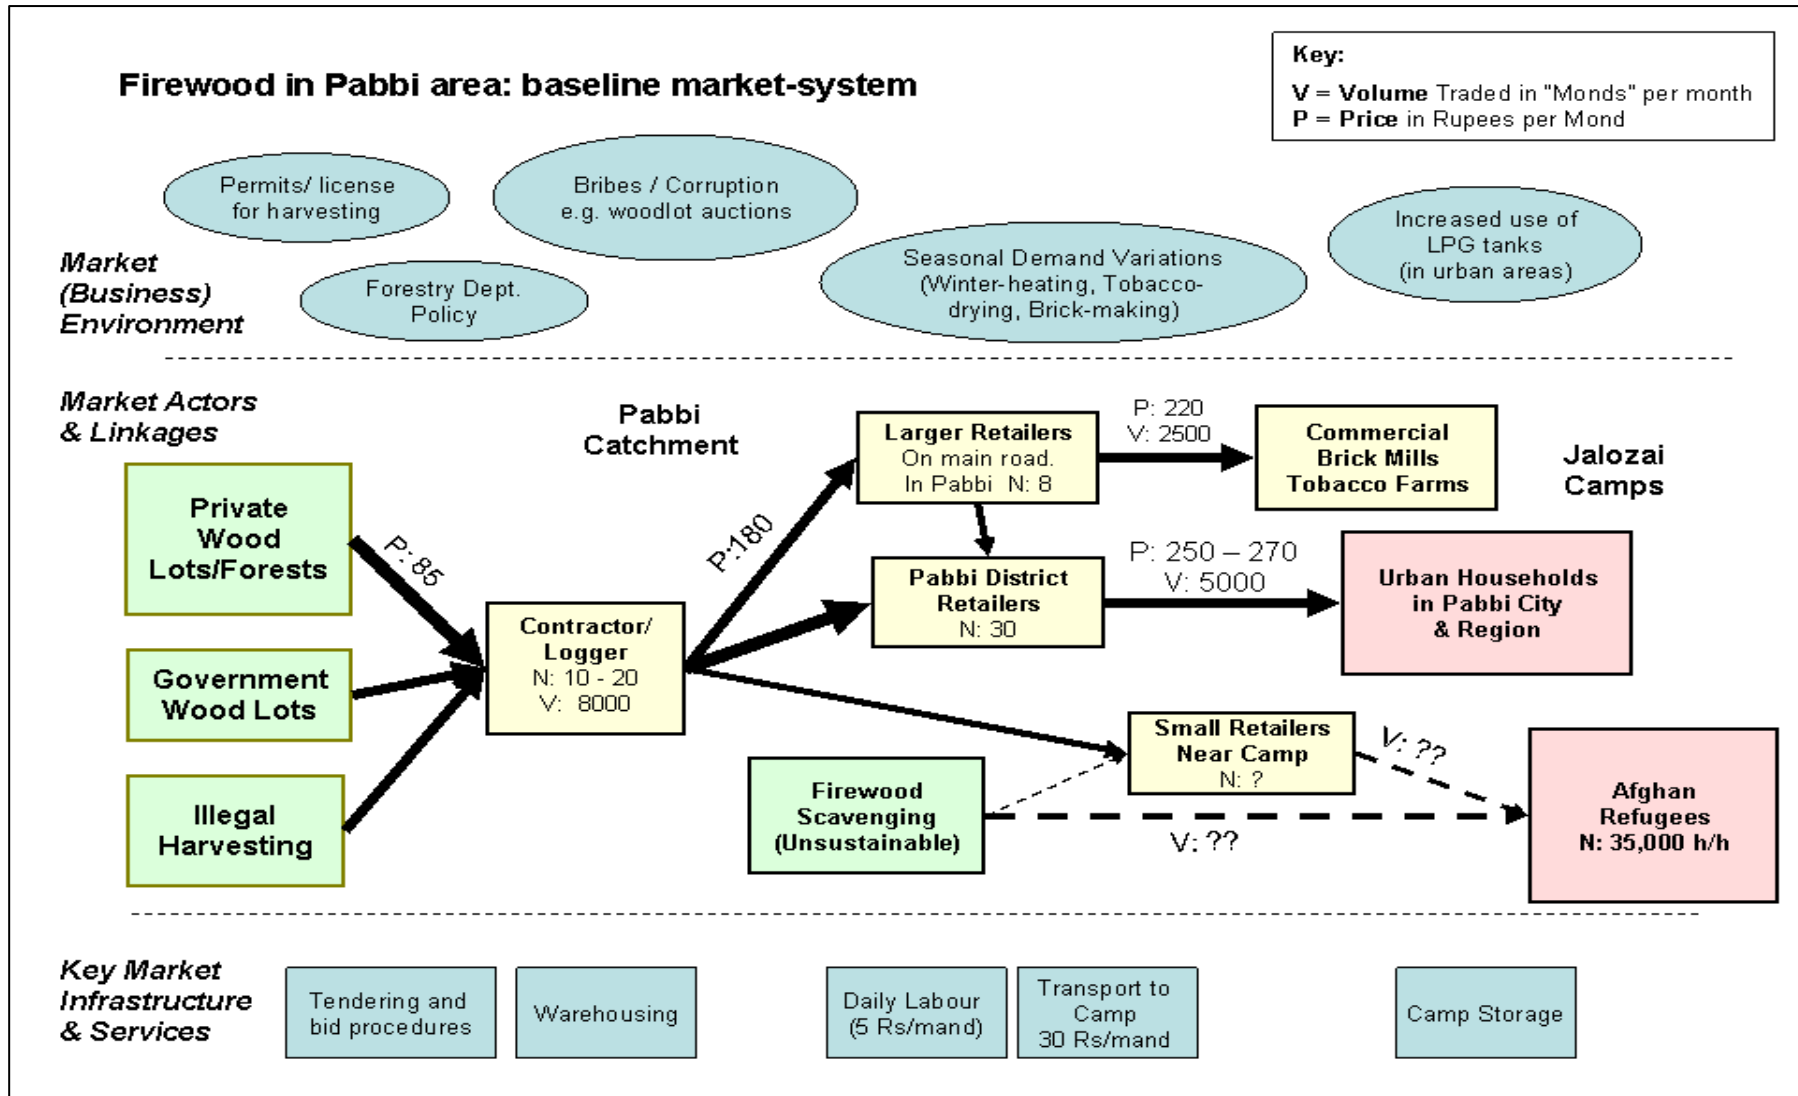 Firewood in Pabbi area: baseline market-system
Key:
V = Volume Traded in "Monds" per month
P = Price in Rupees per Mond
Permits/ license
for harvesting
Bribes / Corruption
e.g. woodlot auctions
Increased use of
LPG tanks
(in urban areas)
Market
(Business)
Environment
Forestry Dept.
Policy
Seasonal Demand Variations
(Winter-heating, Tobacco-
drying, Brick-making)
Market Actors
& Linkages
Pabbi
Catchment
Larger Retailers
On main road.
In Pabbi N: 8
P: 220
V: 2500
Commercial
Brick Mills
Tobacco Farms
Jalozai
Camps
Private
Wood
Lots/Forests
P: 85
P:180
Pabbi District
Retailers
N: 30
P: 250 – 270
V: 5000
Urban Households
in Pabbi City
& Region
Contractor/
Logger
N: 10 - 20
V: 8000
Government
Wood Lots
Illegal
Harvesting
Firewood
Scavenging
(Unsustainable)
Small Retailers
Near Camp
N: ?
V: ??
V: ??
Afghan
Refugees
N: 35,000 h/h
Key Market
Infrastructure
& Services
Tendering and
bid procedures
Warehousing
Daily Labour
(5 Rs/mand)
Transport to
Camp
30 Rs/mand
Camp Storage